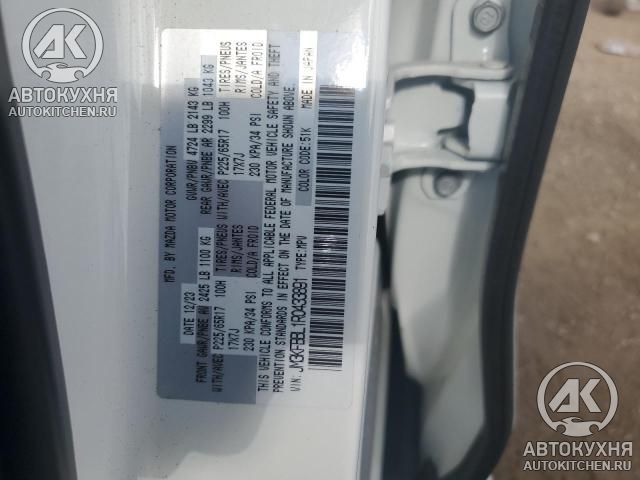 MFD. BY MAZDA MOTOR CORPORATION
DATE 12/23 GVWR/PNBV 4724 LB 2143 KG
FRONT GAWR/PNBE AV 2425 LB 1100 KG REAR GAWR/PNBE AR 2299 LB 1043 KG
WITH/AVEC P225/65R17 100H TIRES/PNEUS WITH/AVEC P225/65R17 100H TIRES/PNEUS
17X7J RIMS/JANTES 17X7J RIMS/JANTES
230 KPA/34 PSI COLD/A FROID 230 KPA/34 PSI COLD/A FROID
THIS VEHICLE CONFORMS TO ALL APPLICABLE FEDERAL MOTOR VEHICLE SAFETY AND THEFT
PREVENTION STANDARDS IN EFFECT ON THE DATE OF MANUFACTURE SHOWN ABOVE.
VIN: JM3KFBBL1R0433891 TYPE: MPV COLOR CODE: 51K MADE IN JAPAN
АВТОКУХНЯ
AVTOKUHNI.RU
АВТОКУХНЯ
AVTOKUHNI.RU
АВТОКУХНЯ
AVTOKUHNI.RU